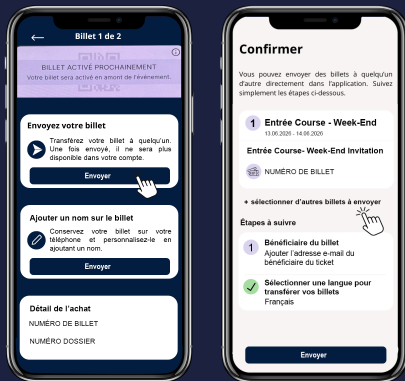 Billet 1 de 2
BILLET ACTIVÉ PROCHAINEMENT
Votre billet sera activé en amont de l'événement.
Envoyez votre billet
Transférez votre billet à quelqu'un.
Une fois envoyé, il ne sera plus
disponible dans votre compte.
Envoyer
Ajouter un nom sur le billet
Conservez votre billet sur votre
téléphone et personnalisez-le en
ajoutant un nom.
Envoyer
Détail de l'achat
NUMÉRO DE BILLET
NUMÉRO DOSSIER
Confirmer
Vous pouvez envoyer des billets à quelqu'un
d'autre directement dans l'application. Suivez
simplement les étapes ci-dessous.
1 Entrée Course - Week-End
13.06.2026 - 14.06.2026
Entrée Course- Week-End Invitation
NUMÉRO DE BILLET
+ sélectionner d'autres billets à envoyer
Étapes à suivre
1 Bénéficiaire du billet
Ajouter l'adresse e-mail du
bénéficiaire du ticket
Sélectionner une langue pour
transférer vos billets
Français
Envoyer